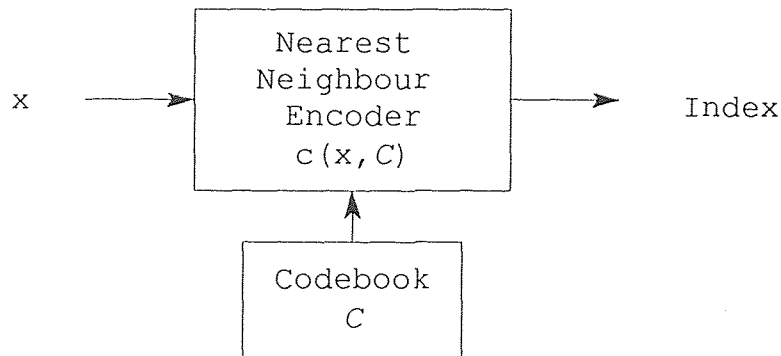 Nearest
Neighbour
Encoder
c(x,C)
x
Index
Codebook
C